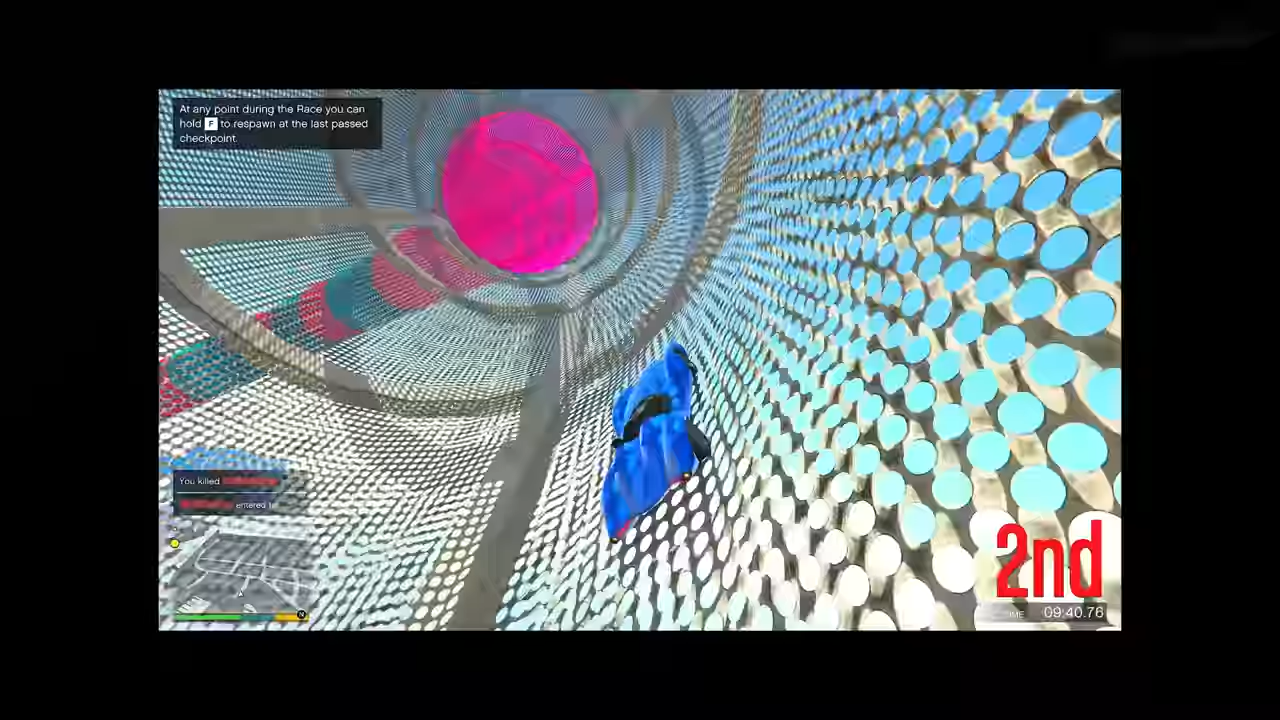 At any point during the Race you can
hold F to respawn at the last passed
checkpoint.
You killed
entered
2nd
TIME 09:40.76
N